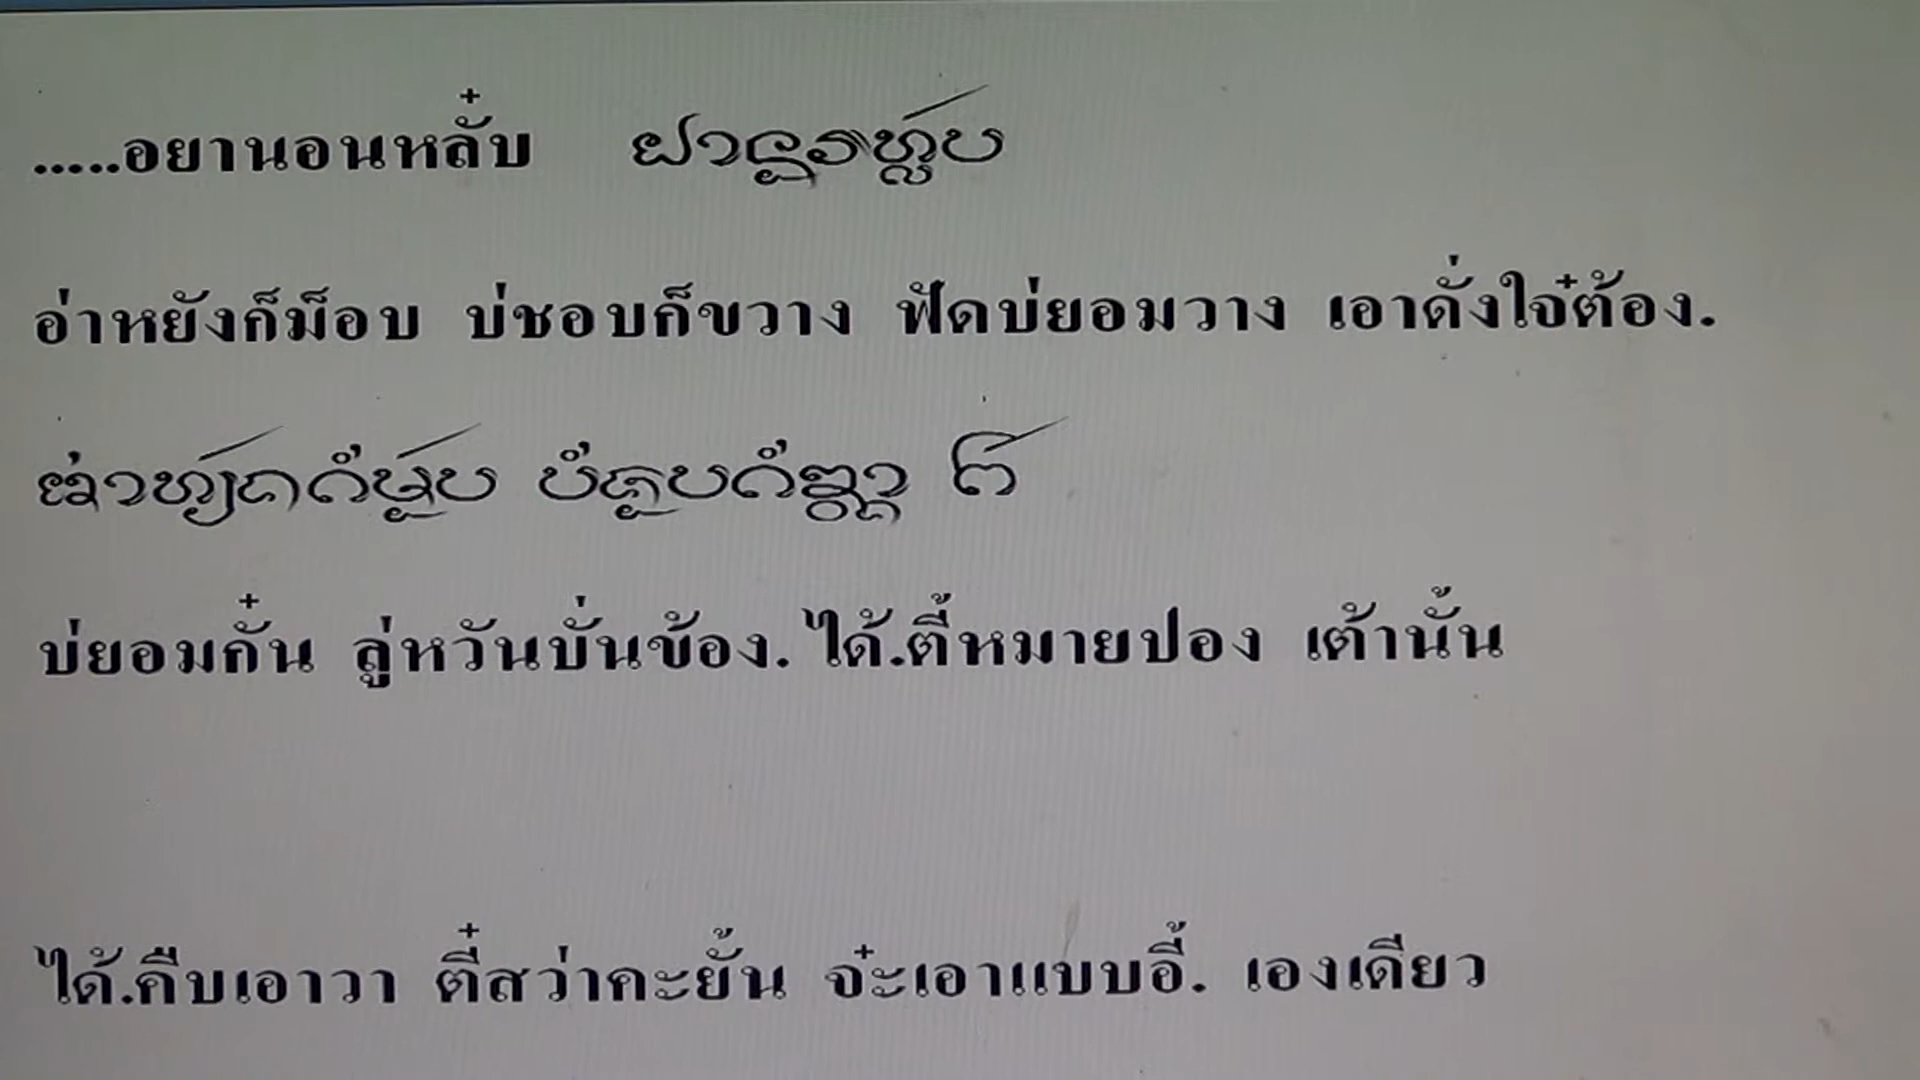 .....อยานอนหลั๋บ ᩀᩣᨶᩬᩁᩉᩖᩢᨷ
อ่าหยังก็ม็อบ บ่ชอบก็ขวาง ฟัดบ่ยอมวาง เอาดั่งใจ๋ต้อง.
บ่ยอมกั๋น ลู่หวันบั่นข้อง. ได้.ตี้หมายปอง เต้านั้น
ได้.คืบเอาวา ตี๋สว่าคะยั้น จ๋ะเอาแบบอี้. เองเดียว